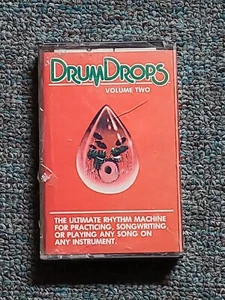 DRUMDROPS
VOLUME TWO
THE ULTIMATE RHYTHM MACHINE
FOR PRACTICING, SONGWRITING,
OR PLAYING ANY SONG ON
ANY INSTRUMENT.